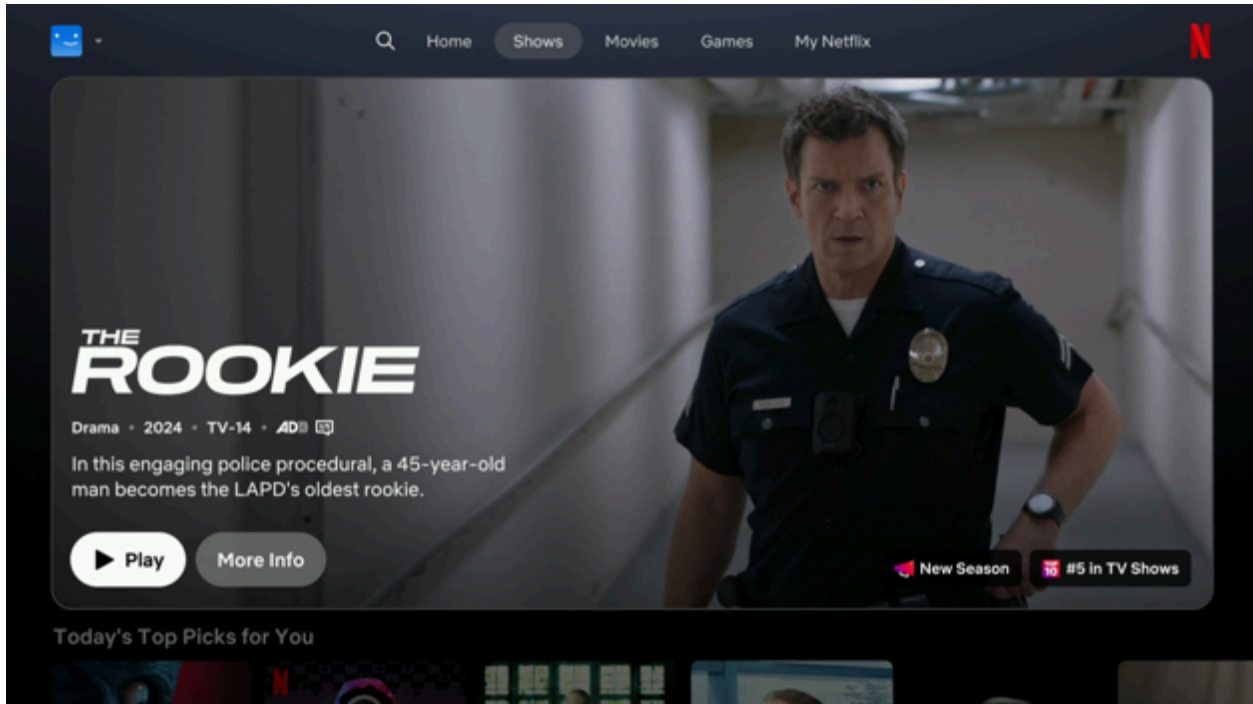 Home
Shows
Movies
Games
My Netflix
N
THE
ROOKIE
Drama • 2024 • TV-14 • AD
In this engaging police procedural, a 45-year-old
man becomes the LAPD's oldest rookie.
Play
More Info
New Season
TOP 10
#5 in TV Shows
Today's Top Picks for You
N